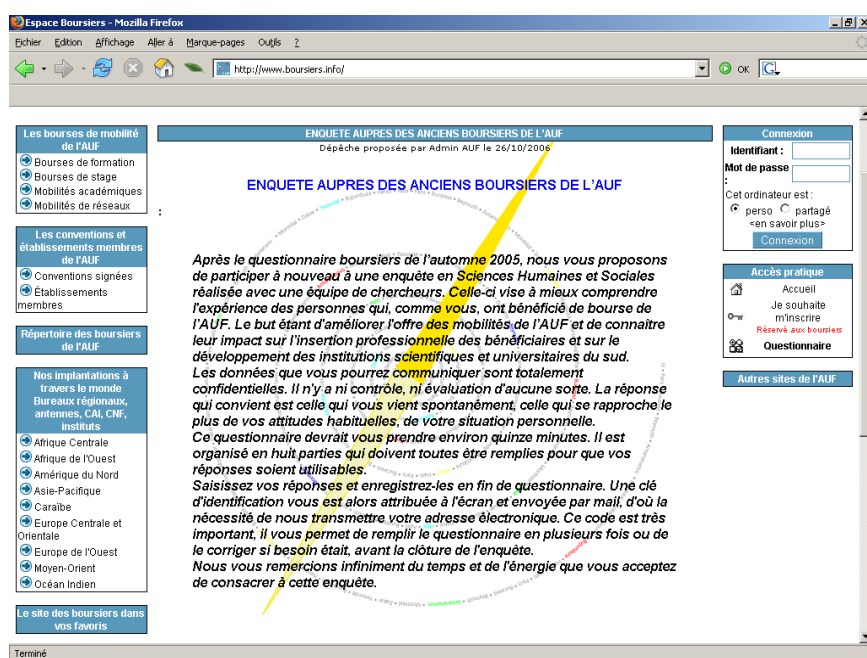 Espace Boursiers - Mozilla Firefox
Fichier Edition Affichage Aller à Marque-pages Outils ?
http://www.boursiers.info/
OK
Les bourses de mobilité
de l'AUF
Bourses de formation
Bourses de stage
Mobilités académiques
Mobilités de réseaux
Les conventions et
établissements membres
de l'AUF
Conventions signées
Établissements
membres
Répertoire des boursiers
de l'AUF
Nos implantations à
travers le monde
Bureaux régionaux,
antennes, CAI, CNF,
instituts
Afrique Centrale
Afrique de l'Ouest
Amérique du Nord
Asie-Pacifique
Caraïbe
Europe Centrale et
Orientale
Europe de l'Ouest
Moyen-Orient
Océan Indien
Le site des boursiers dans
vos favoris
ENQUETE AUPRES DES ANCIENS BOURSIERS DE L'AUF
Dépêche proposée par Admin AUF le 26/10/2006
ENQUETE AUPRES DES ANCIENS BOURSIERS DE L'AUF
:
Après le questionnaire boursiers de l'automne 2005, nous vous proposons
de participer à nouveau à une enquête en Sciences Humaines et Sociales
réalisée avec une équipe de chercheurs. Celle-ci vise à mieux comprendre
l'expérience des personnes qui, comme vous, ont bénéficié de bourse de
l'AUF. Le but étant d'améliorer l'offre des mobilités de l'AUF et de connaître
leur impact sur l'insertion professionnelle des bénéficiaires et sur le
développement des institutions scientifiques et universitaires du sud.
Les données que vous pourrez communiquer sont totalement
confidentielles. Il n'y a ni contrôle, ni évaluation d'aucune sorte. La réponse
qui convient est celle qui vous vient spontanément, celle qui se rapproche le
plus de vos attitudes habituelles, de votre situation personnelle.
Ce questionnaire devrait vous prendre environ quinze minutes. Il est
organisé en huit parties qui doivent toutes être remplies pour que vos
réponses soient utilisables.
Saisissez vos réponses et enregistrez-les en fin de questionnaire. Une clé
d'identification vous est alors attribuée à l'écran et envoyée par mail, d'où la
nécessité de nous transmettre votre adresse électronique. Ce code est très
important, il vous permet de remplir le questionnaire en plusieurs fois ou de
le corriger si besoin était, avant la clôture de l'enquête.
Nous vous remercions infiniment du temps et de l'énergie que vous acceptez
de consacrer à cette enquête.
Connexion
Identifiant :
Mot de passe
:
Cet ordinateur est :
perso partagé
<en savoir plus>
Connexion
Accès pratique
Accueil
Je souhaite
m'inscrire
Réservé aux boursiers
Questionnaire
Autres sites de l'AUF
Terminé